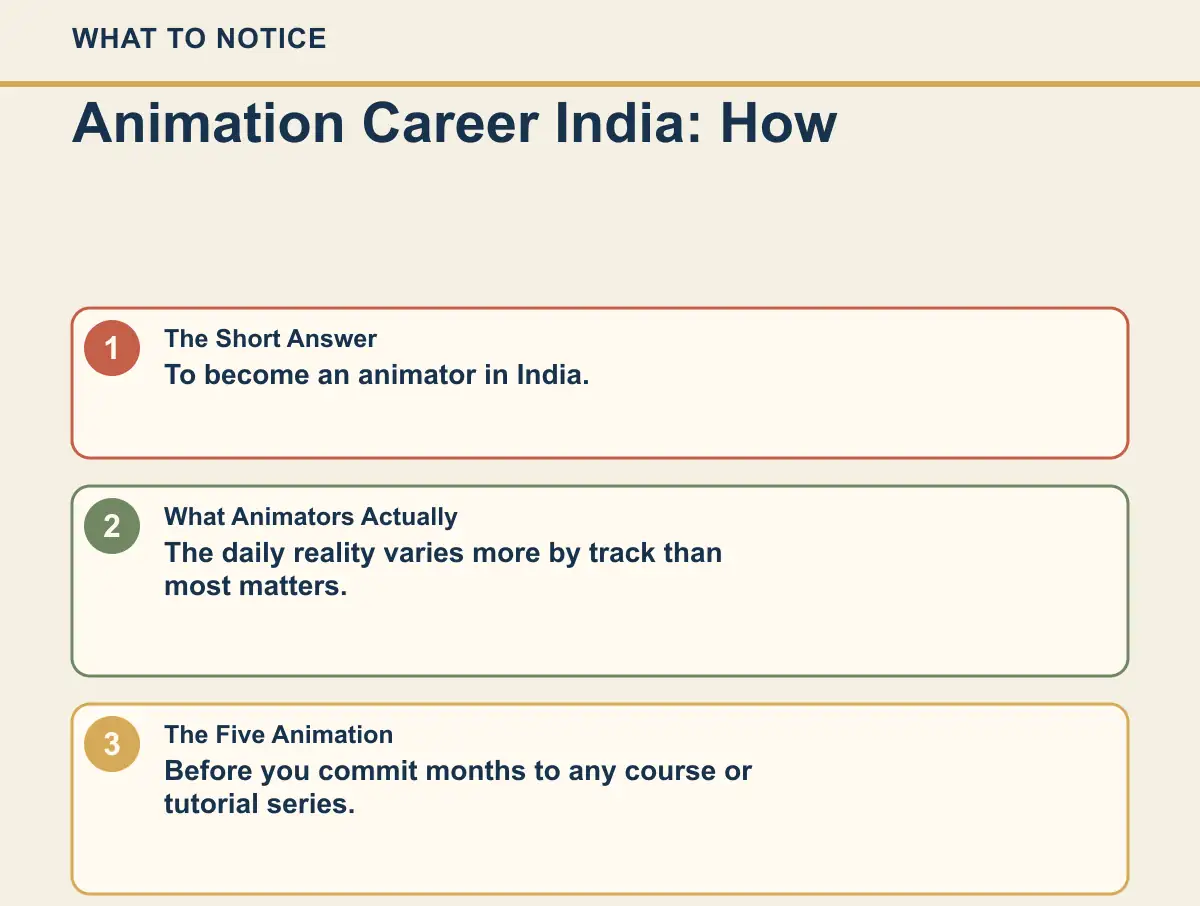 WHAT TO NOTICE
Animation Career India: How
1
The Short Answer
To become an animator in India.
2
What Animators Actually
The daily reality varies more by track than
most matters.
3
The Five Animation
Before you commit months to any course or
tutorial series.